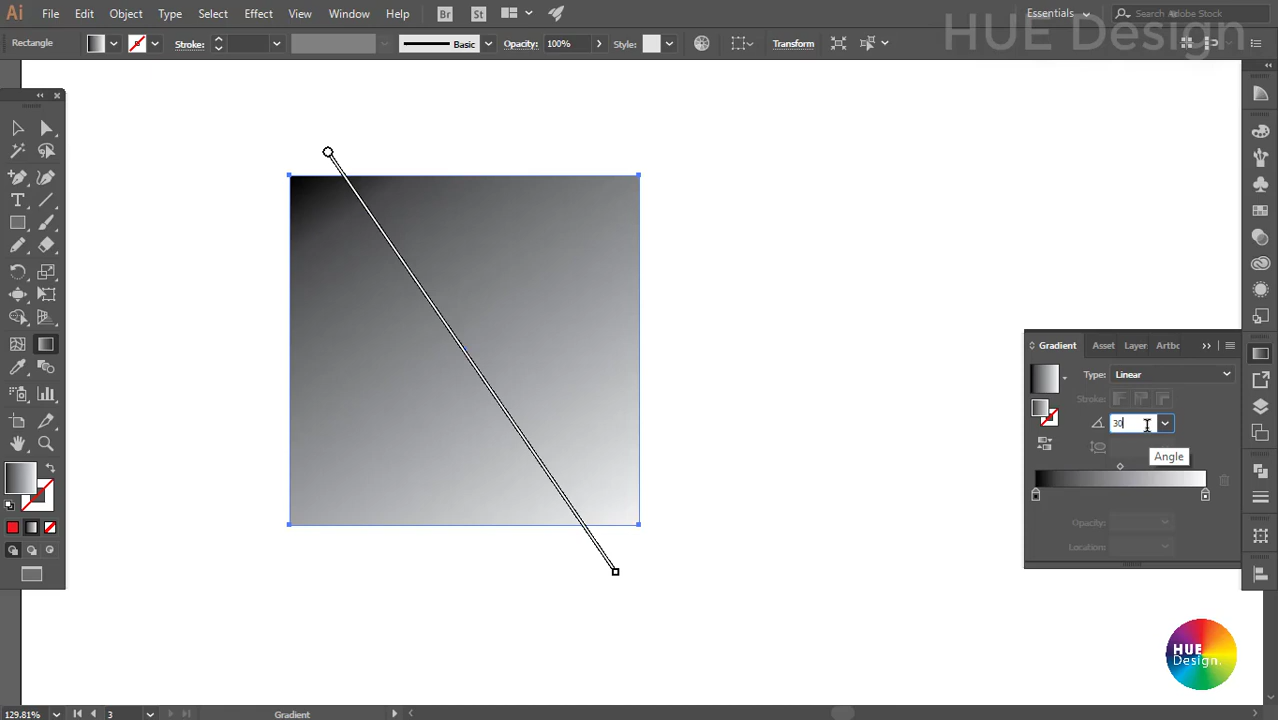 Ai File Edit Object Type Select Effect View Window Help Br St Essentials Search Adobe Stock
HUE Design
Rectangle Stroke: Basic Opacity: 100% Style: Transform
Gradient Asset Layer Artbc
Type: Linear
Stroke:
30
Angle
Opacity:
Location:
HUE
Design.
129.81% 3 Gradient